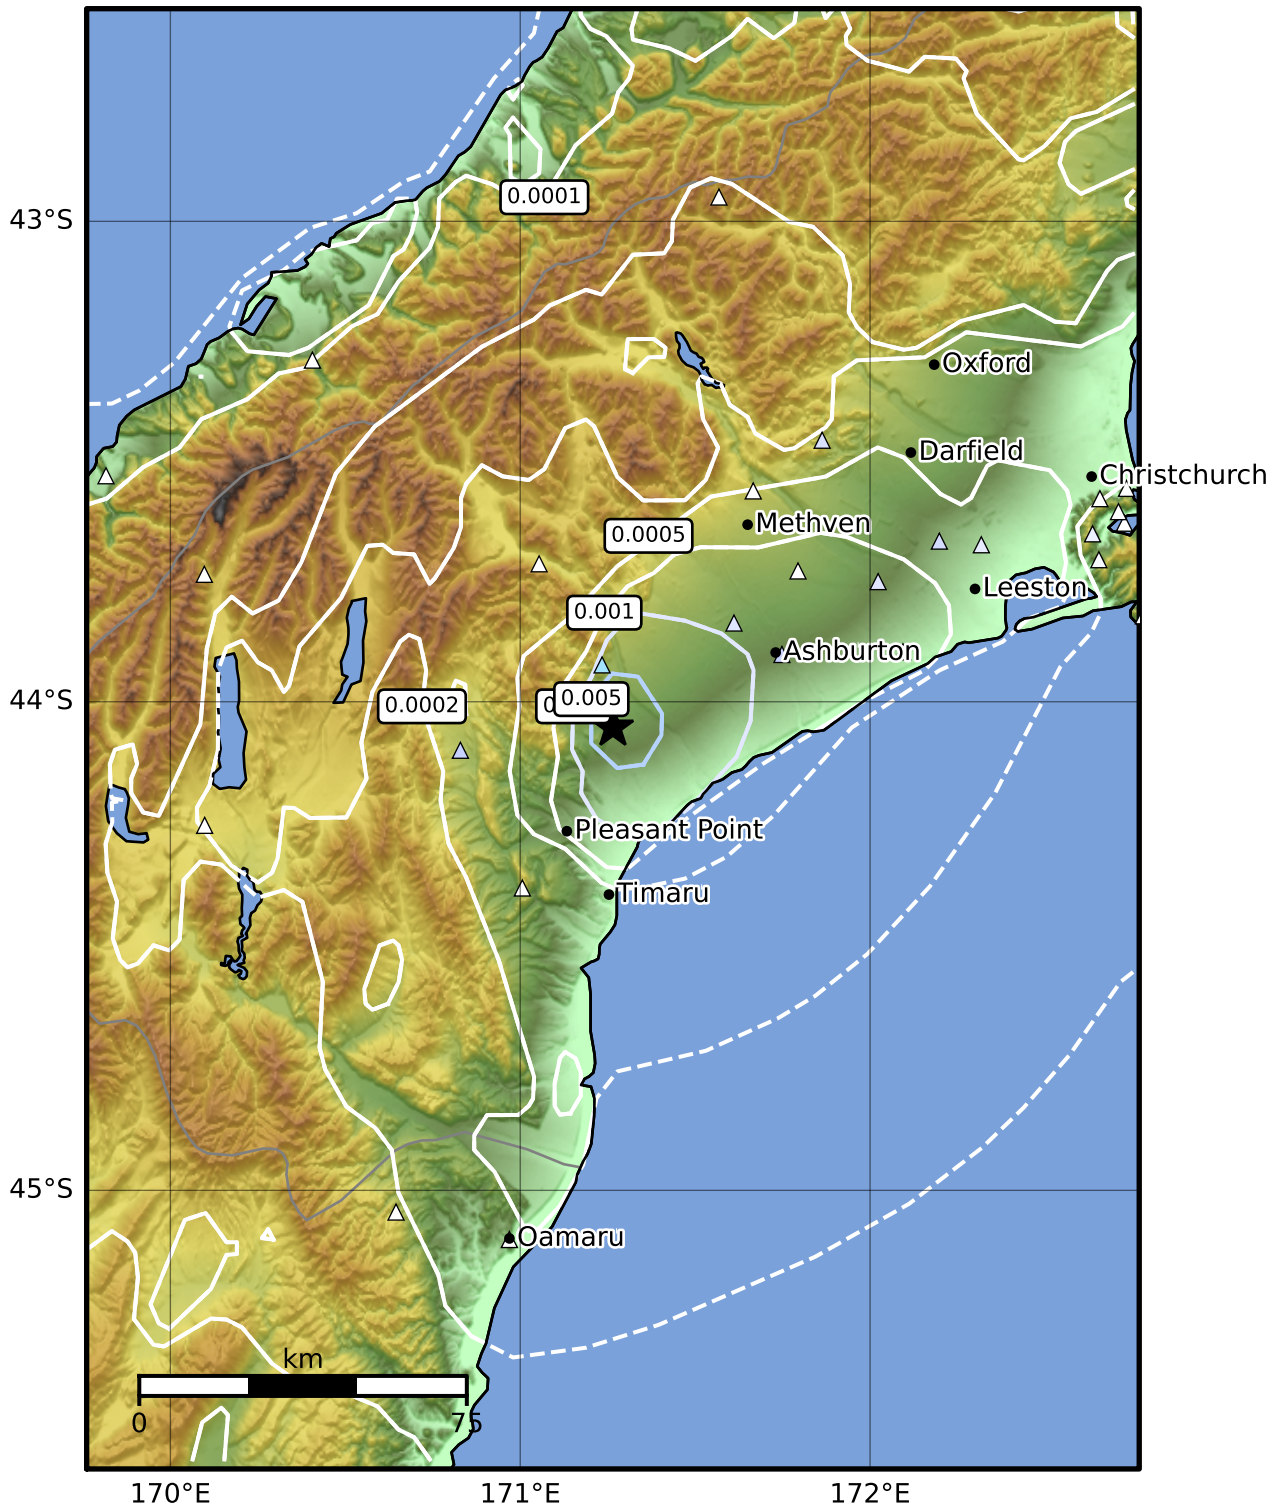 0.0001
43°S
Oxford
Darfield
Christchurch
Methven
0.0005
Leeston
0.001
Ashburton
44°S
0.0002
0.005
Pleasant Point
Timaru
45°S
Oamaru
km
0 75
170°E 171°E 172°E